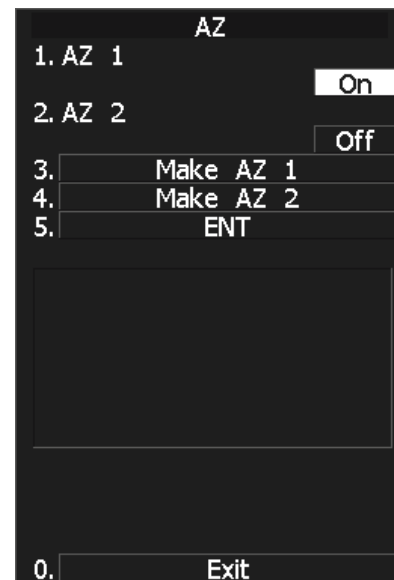 AZ
1. AZ 1
On
2. AZ 2
Off
3. Make AZ 1
4. Make AZ 2
5. ENT
0. Exit